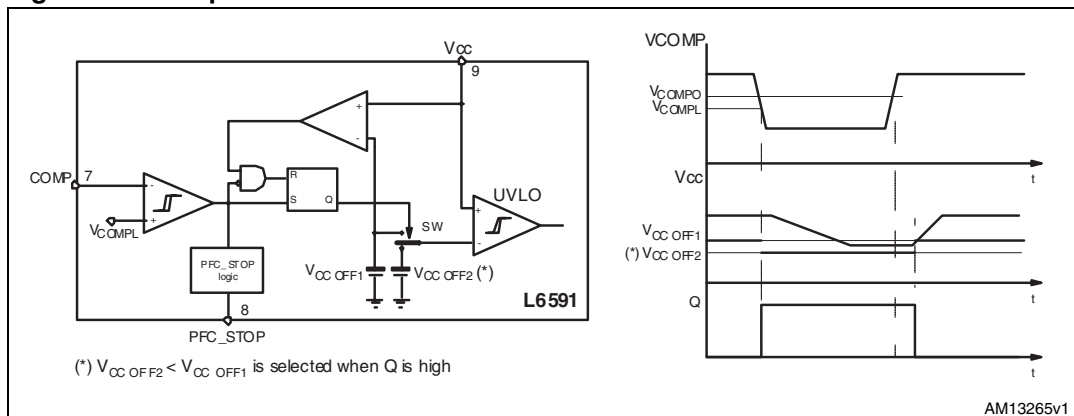 Vcc
9
COMP
7
VCOMPL
PFC_STOP
logic
8
PFC_STOP
R
S
Q
SW
UVLO
VCC OFF1
VCC OFF2 (*)
L6591
(*) VCC OFF2 < VCC OFF1 is selected when Q is high
VCOMP
VCOMPO
VCOMPL
t
Vcc
VCC OFF1
(*) VCC OFF2
t
Q
t
AM13265v1